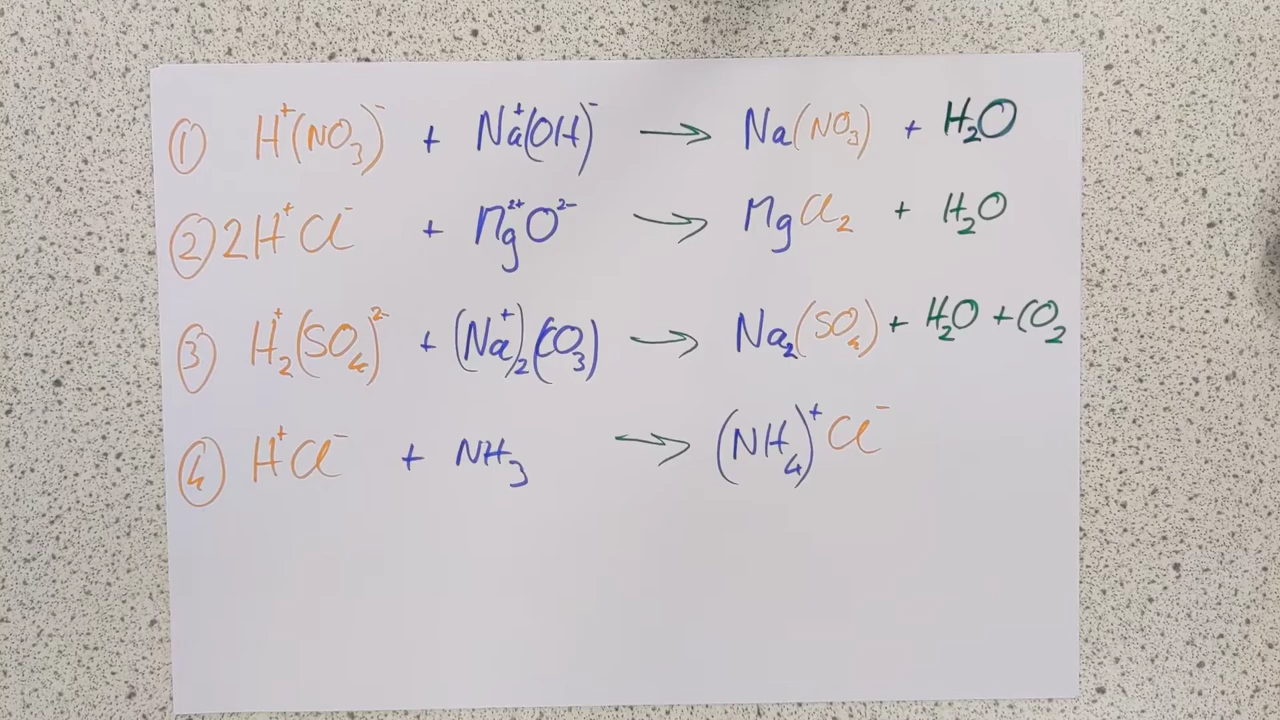 ① H⁺(NO₃)⁻ + Na⁺(OH)⁻ → Na(NO₃) + H₂O
② 2H⁺Cl⁻ + Mg²⁺O²⁻ → MgCl₂ + H₂O
③ H₂⁺(SO₄)²⁻ + (Na⁺)₂(CO₃) → Na₂(SO₄) + H₂O + CO₂
④ H⁺Cl⁻ + NH₃ → (NH₄)⁺Cl⁻